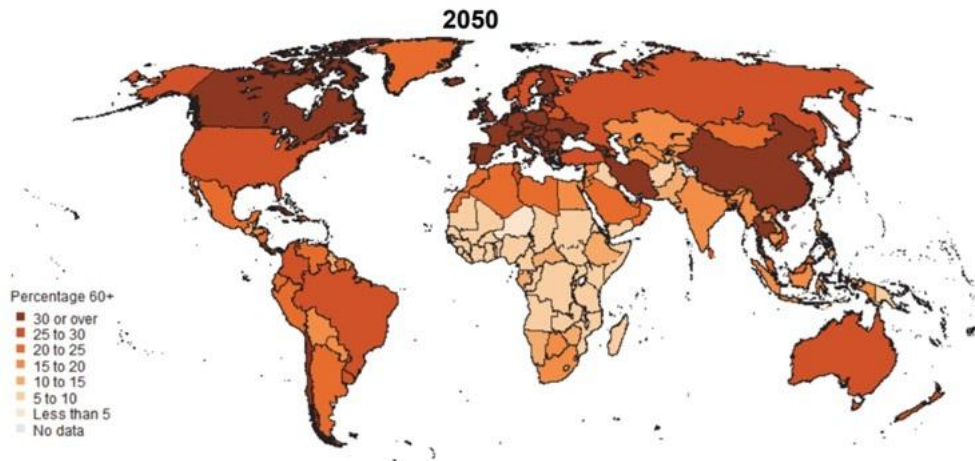 2050
Percentage 60+
30 or over
25 to 30
20 to 25
15 to 20
10 to 15
5 to 10
Less than 5
No data